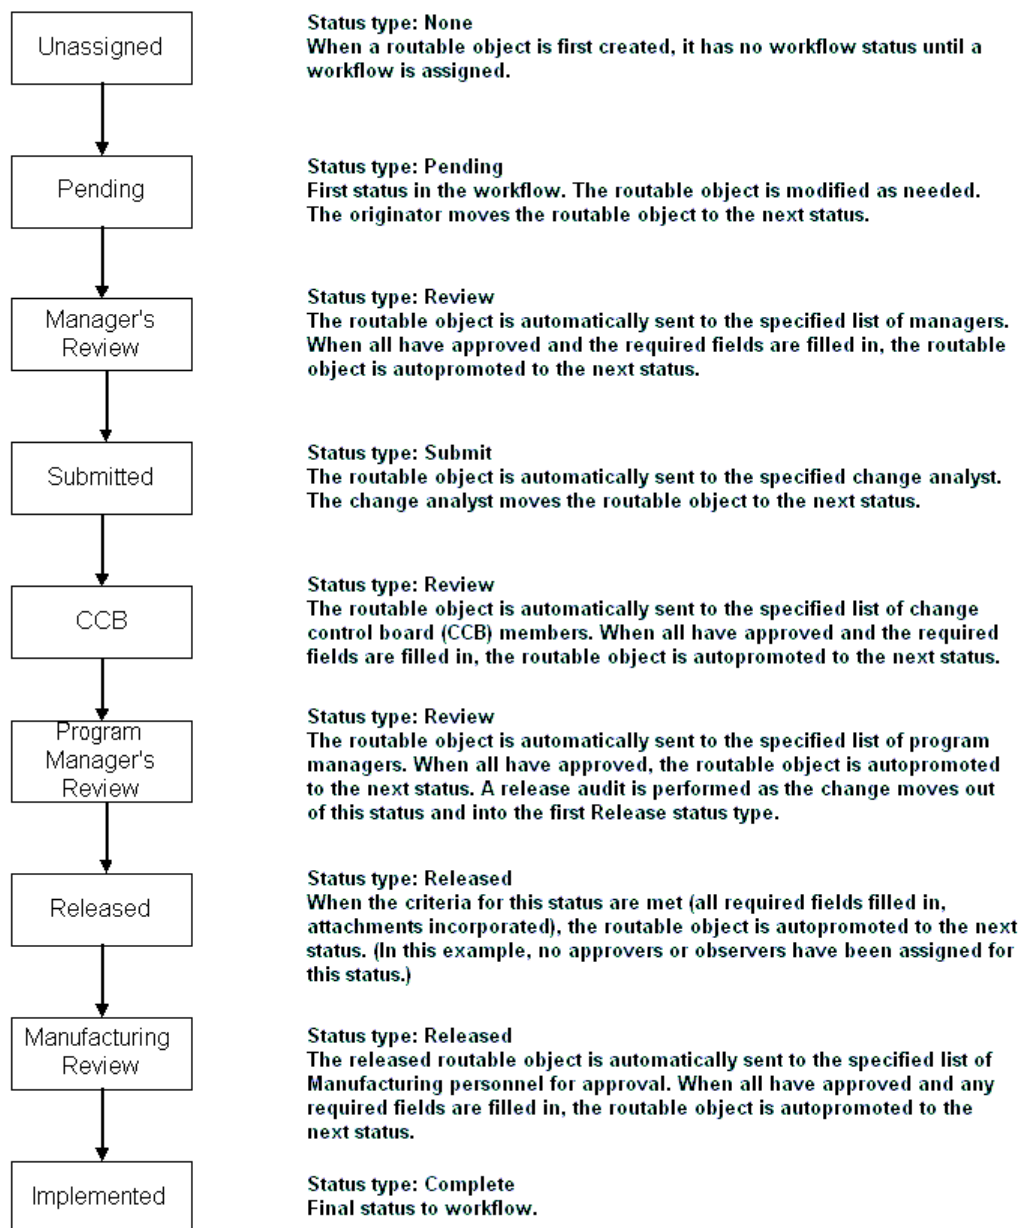 Unassigned
Status type: None
When a routable object is first created, it has no workflow status until a
workflow is assigned.
Pending
Status type: Pending
First status in the workflow. The routable object is modified as needed.
The originator moves the routable object to the next status.
Manager's
Review
Status type: Review
The routable object is automatically sent to the specified list of managers.
When all have approved and the required fields are filled in, the routable
object is autopromoted to the next status.
Submitted
Status type: Submit
The routable object is automatically sent to the specified change analyst.
The change analyst moves the routable object to the next status.
CCB
Status type: Review
The routable object is automatically sent to the specified list of change
control board (CCB) members. When all have approved and the required
fields are filled in, the routable object is autopromoted to the next status.
Program
Manager's
Review
Status type: Review
The routable object is automatically sent to the specified list of program
managers. When all have approved, the routable object is autopromoted
to the next status. A release audit is performed as the change moves out
of this status and into the first Release status type.
Released
Status type: Released
When the criteria for this status are met (all required fields filled in,
attachments incorporated), the routable object is autopromoted to the next
status. (In this example, no approvers or observers have been assigned for
this status.)
Manufacturing
Review
Status type: Released
The released routable object is automatically sent to the specified list of
Manufacturing personnel for approval. When all have approved and any
required fields are filled in, the routable object is autopromoted to the
next status.
Implemented
Status type: Complete
Final status to workflow.